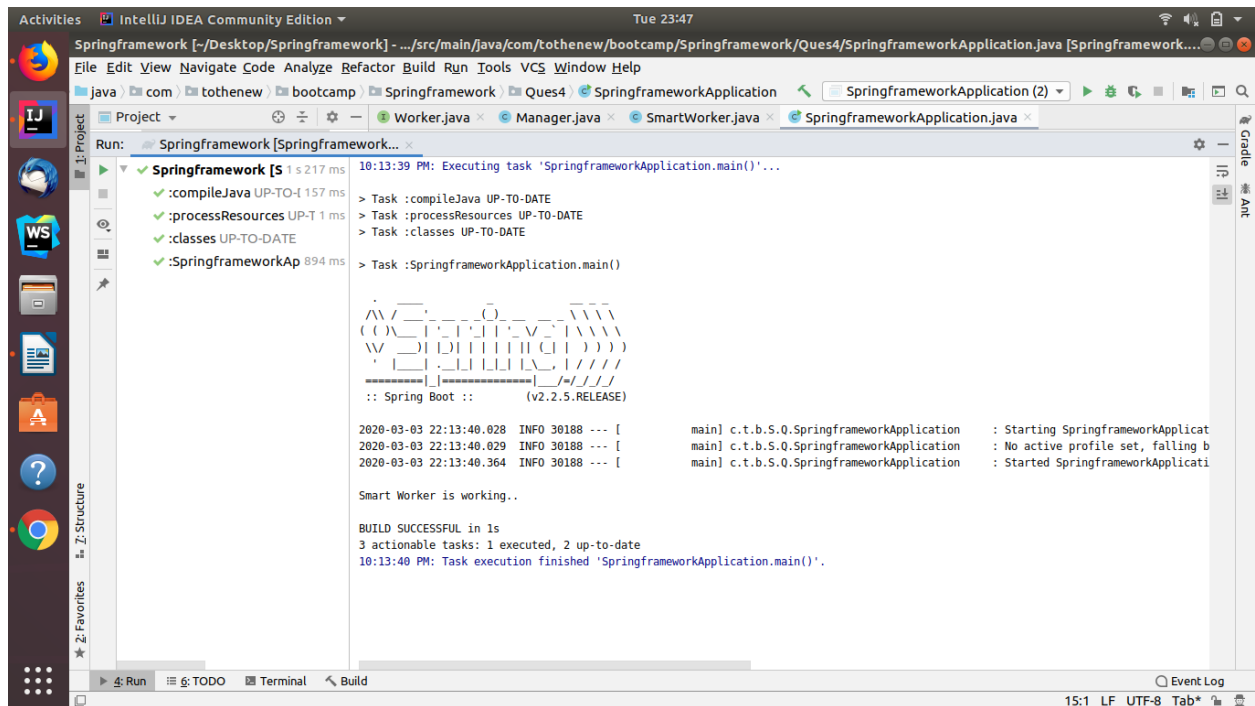 Activities IntelliJ IDEA Community Edition Tue 23:47
Springframework [~/Desktop/Springframework] - .../src/main/java/com/tothenew/bootcamp/Springframework/Ques4/SpringframeworkApplication.java [Springframework....
File Edit View Navigate Code Analyze Refactor Build Run Tools VCS Window Help
java com tothenew bootcamp Springframework Ques4 SpringframeworkApplication SpringframeworkApplication (2)
Project Worker.java Manager.java SmartWorker.java SpringframeworkApplication.java
Run: Springframework [Springframework...
Springframework [S 1 s 217 ms
:compileJava UP-TO-D 157 ms
:processResources UP-T 1 ms
:classes UP-TO-DATE
:SpringframeworkAp 894 ms
10:13:39 PM: Executing task 'SpringframeworkApplication.main()'...
> Task :compileJava UP-TO-DATE
> Task :processResources UP-TO-DATE
> Task :classes UP-TO-DATE
> Task :SpringframeworkApplication.main()
Spring
:: Spring Boot :: (v2.2.5.RELEASE)
2020-03-03 22:13:40.028 INFO 30188 --- [ main] c.t.b.S.Q.SpringframeworkApplication : Starting SpringframeworkApplicat
2020-03-03 22:13:40.029 INFO 30188 --- [ main] c.t.b.S.Q.SpringframeworkApplication : No active profile set, falling b
2020-03-03 22:13:40.364 INFO 30188 --- [ main] c.t.b.S.Q.SpringframeworkApplication : Started SpringframeworkApplicati
Smart Worker is working..
BUILD SUCCESSFUL in 1s
3 actionable tasks: 1 executed, 2 up-to-date
10:13:40 PM: Task execution finished 'SpringframeworkApplication.main()'.
1: Project
Z: Structure
2: Favorites
Gradle
Ant
IJ
WS
4: Run 6: TODO Terminal Build Event Log
15:1 LF UTF-8 Tab*